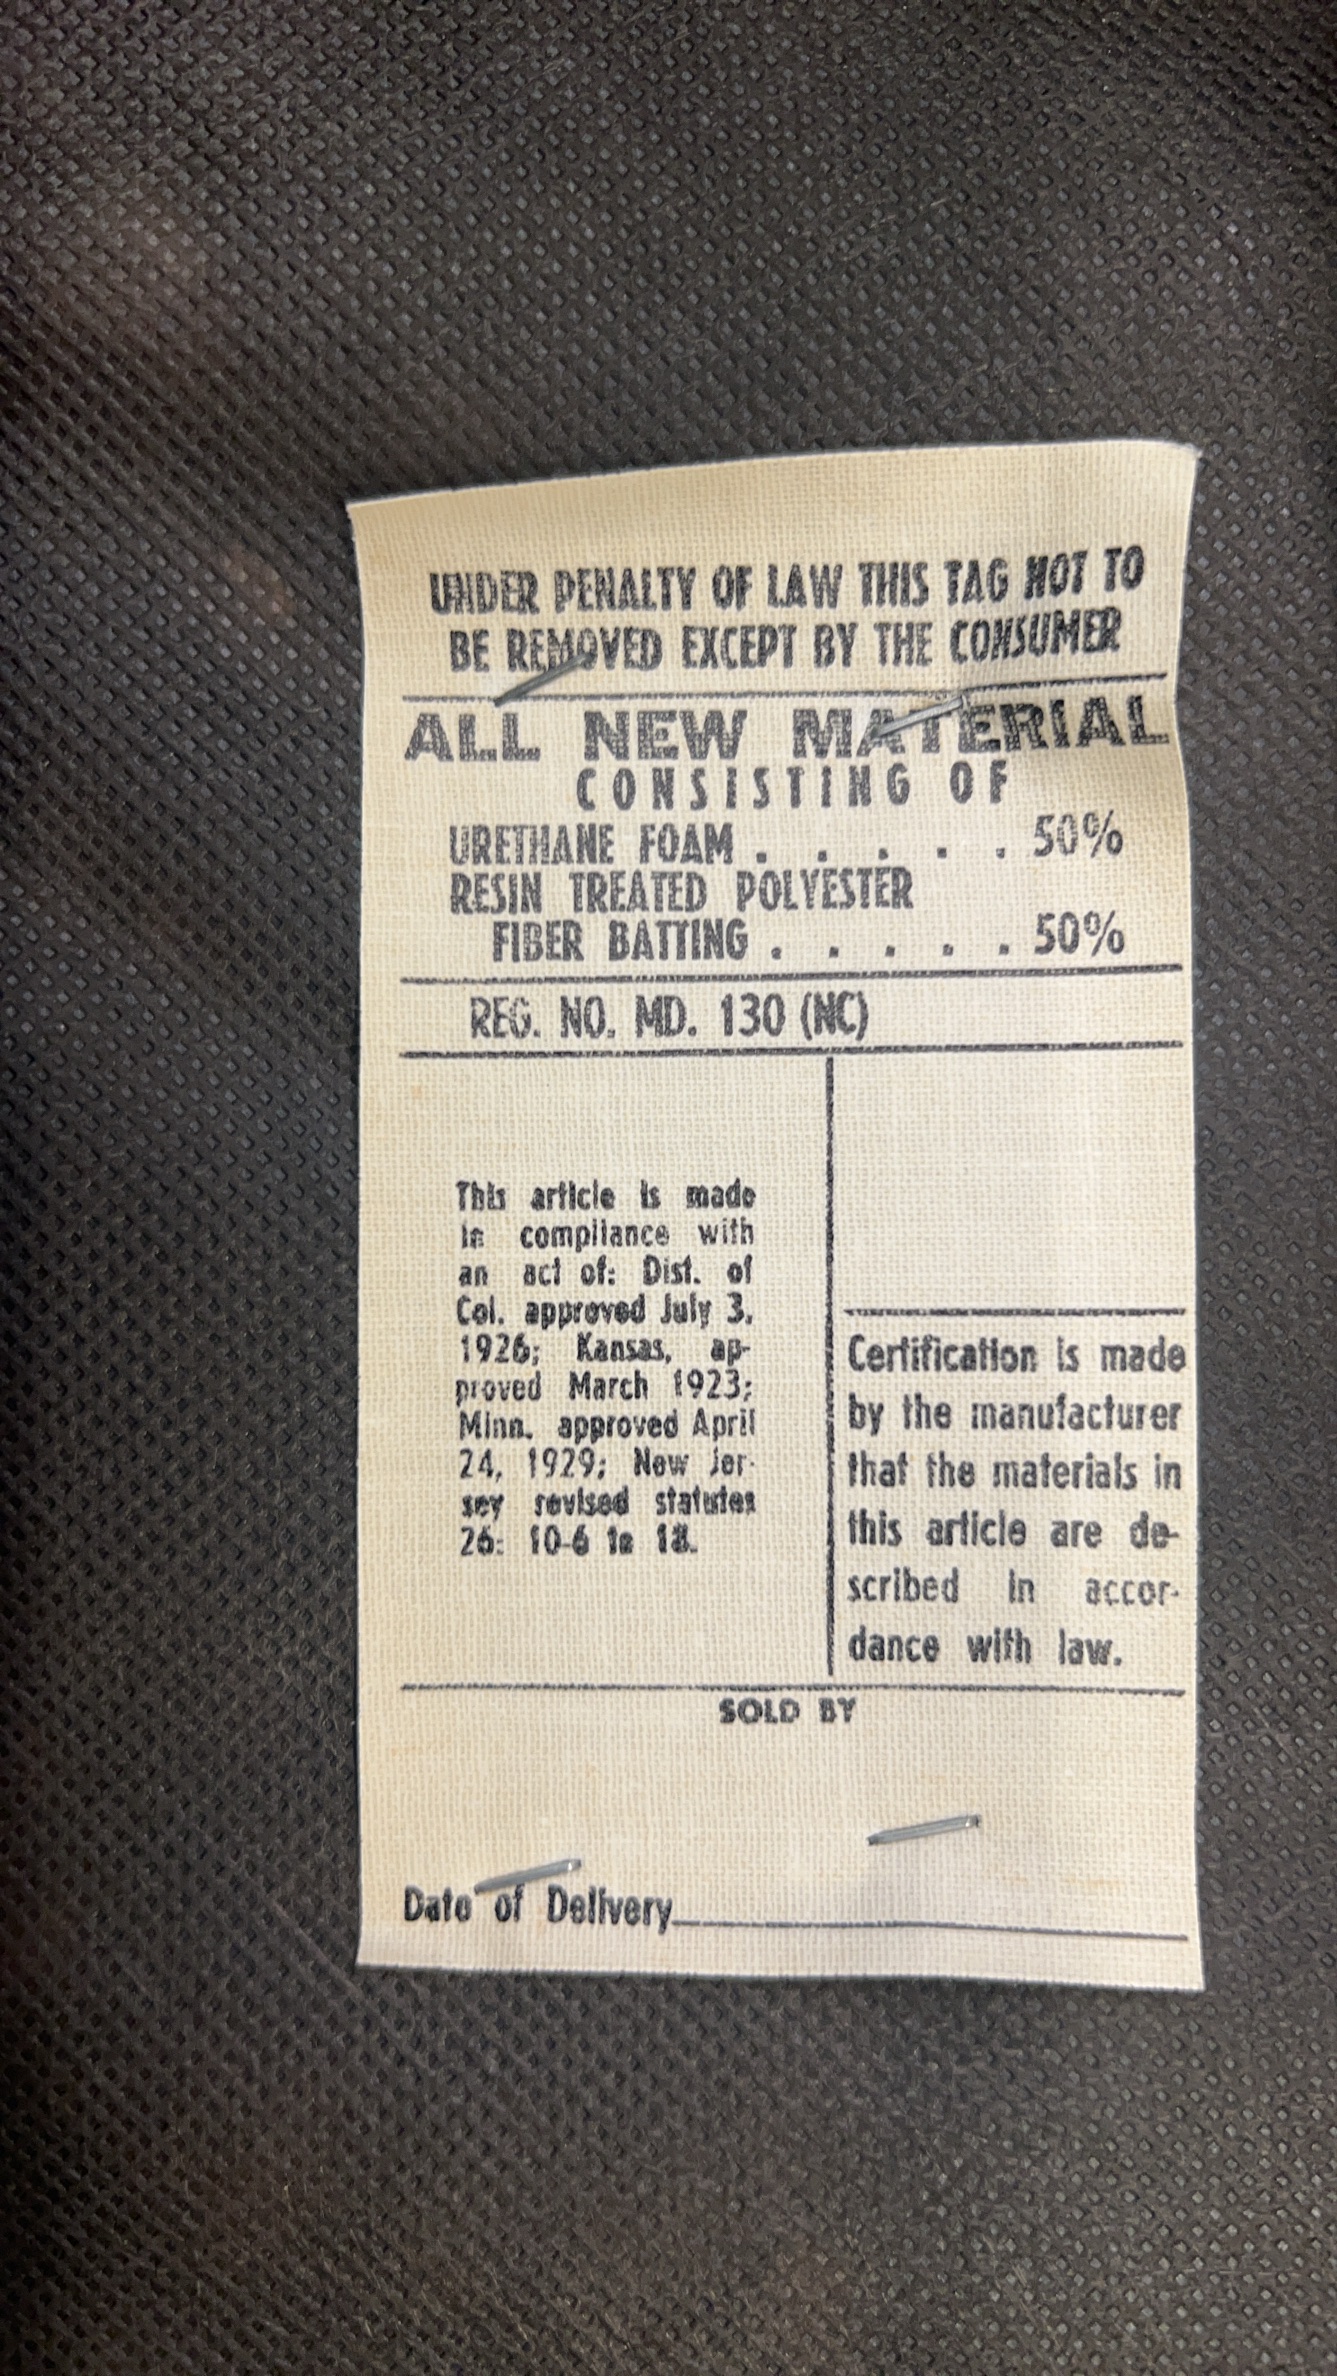 UNDER PENALTY OF LAW THIS TAG NOT TO
BE REMOVED EXCEPT BY THE CONSUMER
ALL NEW MATERIAL
CONSISTING OF
URETHANE FOAM . . . . . 50%
RESIN TREATED POLYESTER
FIBER BATTING . . . . . 50%
REG. NO. MD. 130 (NC)
This article is made
in compliance with
an act of: Dist. of
Col. approved July 3,
1926; Kansas, ap-
proved March 1923;
Minn. approved April
24, 1929; New Jer-
sey revised statutes
26: 10-6 to 18.
Certification is made
by the manufacturer
that the materials in
this article are de-
scribed in accor-
dance with law.
SOLD BY
Date of Delivery